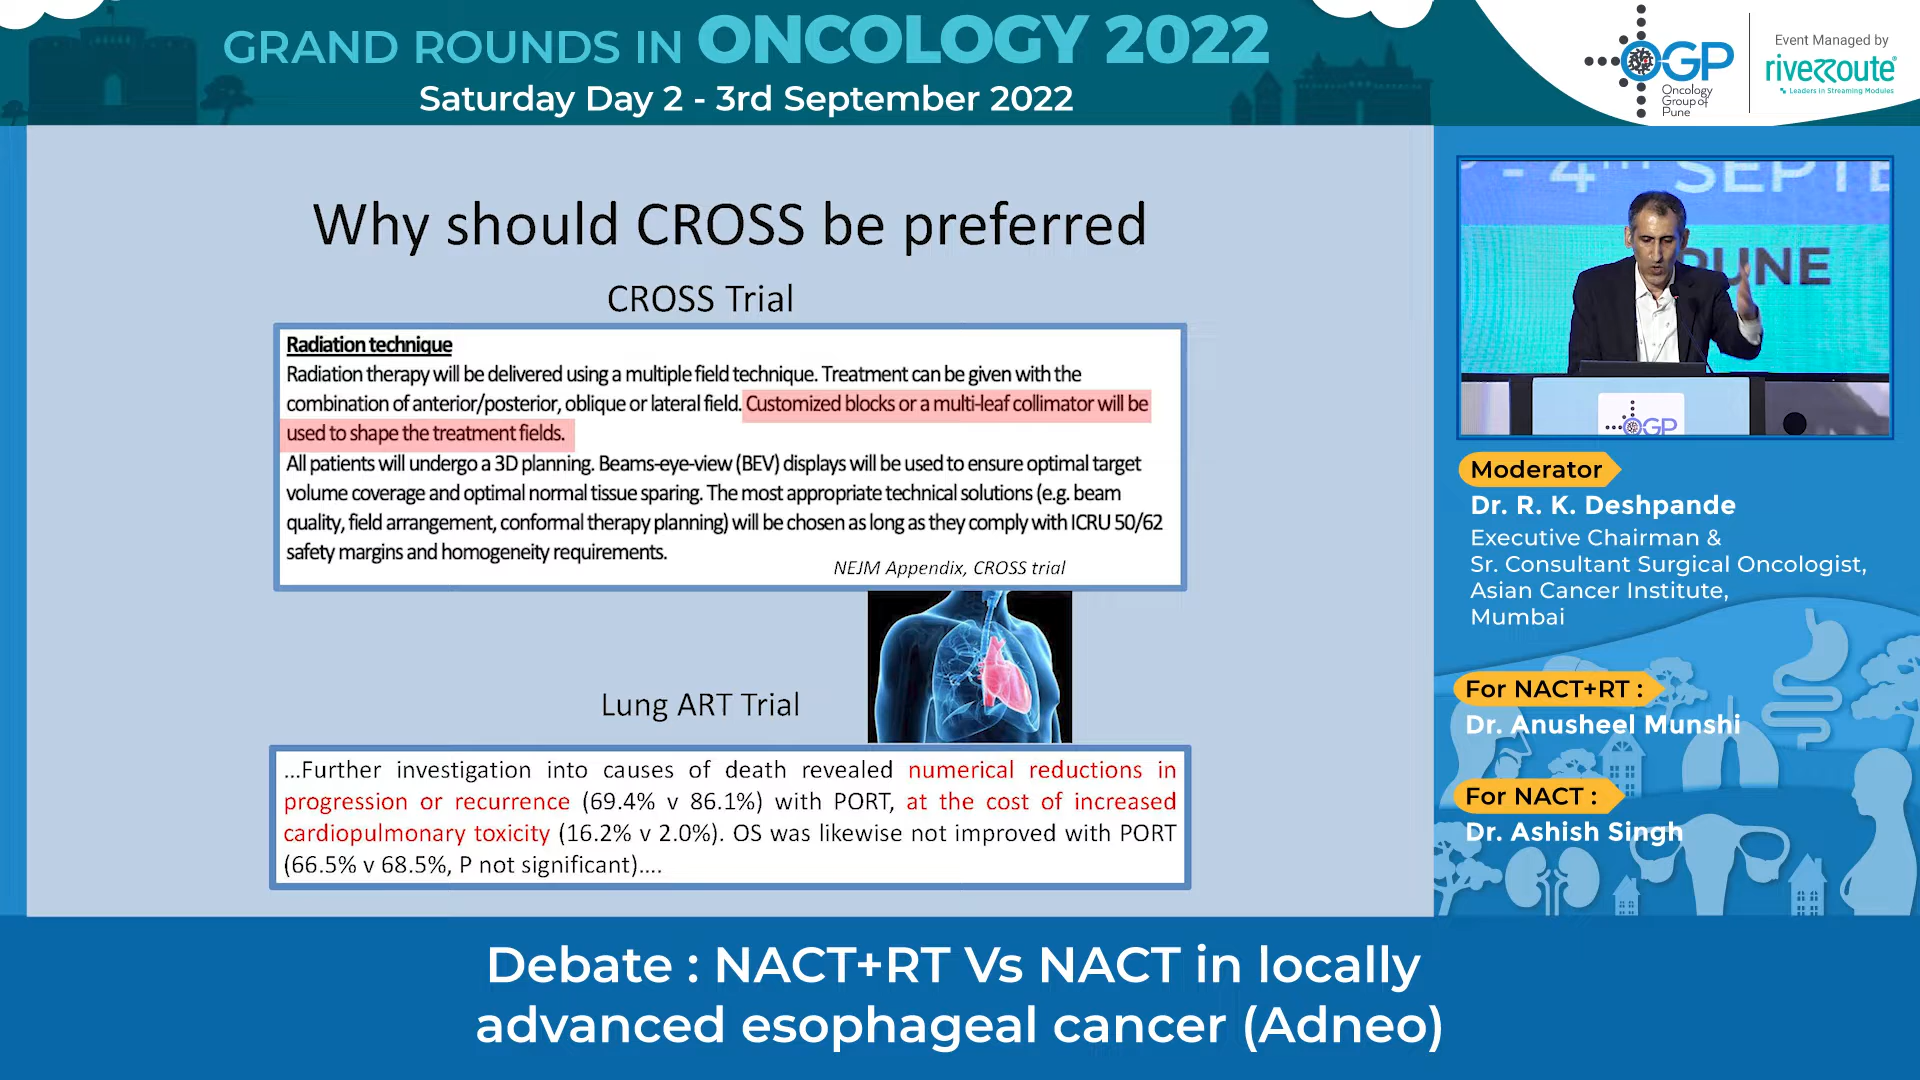 GRAND ROUNDS IN ONCOLOGY 2022
Saturday Day 2 - 3rd September 2022
OGP
Oncology
Group of
Pune
Event Managed by
riveRoute
Leaders in Streaming Modules
Why should CROSS be preferred
CROSS Trial
Radiation technique
Radiation therapy will be delivered using a multiple field technique. Treatment can be given with the
combination of anterior/posterior, oblique or lateral field. Customized blocks or a multi-leaf collimator will be
used to shape the treatment fields.
All patients will undergo a 3D planning. Beams-eye-view (BEV) displays will be used to ensure optimal target
volume coverage and optimal normal tissue sparing. The most appropriate technical solutions (e.g. beam
quality, field arrangement, conformal therapy planning) will be chosen as long as they comply with ICRU 50/62
safety margins and homogeneity requirements.
NEJM Appendix, CROSS trial
Lung ART Trial
...Further investigation into causes of death revealed numerical reductions in
progression or recurrence (69.4% v 86.1%) with PORT, at the cost of increased
cardiopulmonary toxicity (16.2% v 2.0%). OS was likewise not improved with PORT
(66.5% v 68.5%, P not significant)....
- 4th SEPTE
PUNE
OGP
Moderator
Dr. R. K. Deshpande
Executive Chairman &
Sr. Consultant Surgical Oncologist,
Asian Cancer Institute,
Mumbai
For NACT+RT :
Dr. Anusheel Munshi
For NACT :
Dr. Ashish Singh
Debate : NACT+RT Vs NACT in locally
advanced esophageal cancer (Adneo)